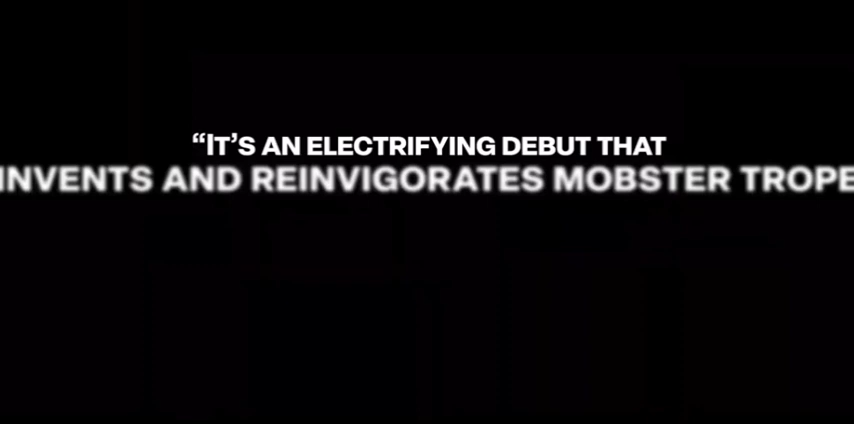 “IT’S AN ELECTRIFYING DEBUT THAT
INVENTS AND REINVIGORATES MOBSTER TROPE